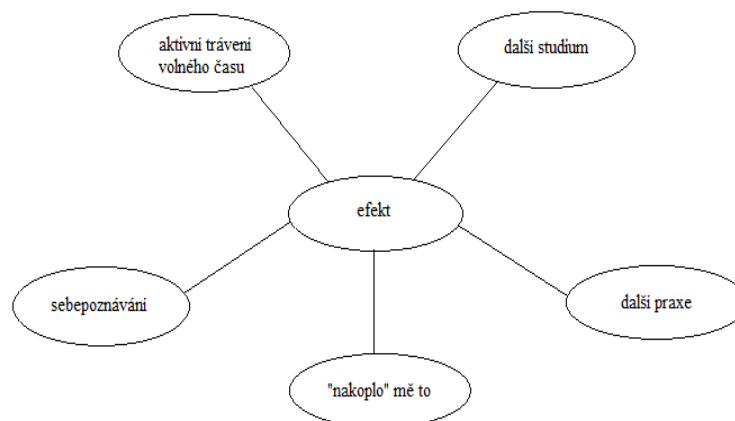 aktivní trávení
volného času
další studium
efekt
sebepoznávání
další praxe
"nakoplo" mě to